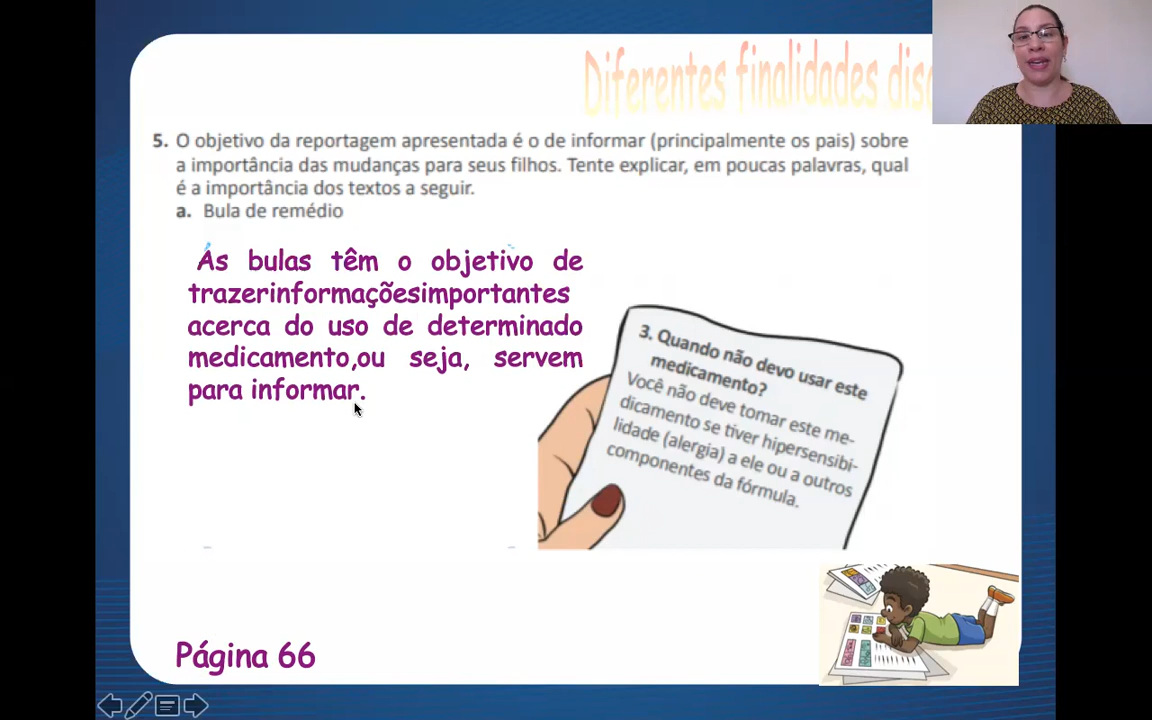 Diferentes finalidades
5. O objetivo da reportagem apresentada é o de informar (principalmente os pais) sobre
a importância das mudanças para seus filhos. Tente explicar, em poucas palavras, qual
é a importância dos textos a seguir.
a. Bula de remédio
As bulas têm o objetivo de
trazerinformaçõesimportantes
acerca do uso de determinado
medicamento,ou seja, servem
para informar.
3. Quando não devo usar este
medicamento?
Você não deve tomar este me-
dicamento se tiver hipersensibi-
lidade (alergia) a ele ou a outros
componentes da fórmula.
Página 66